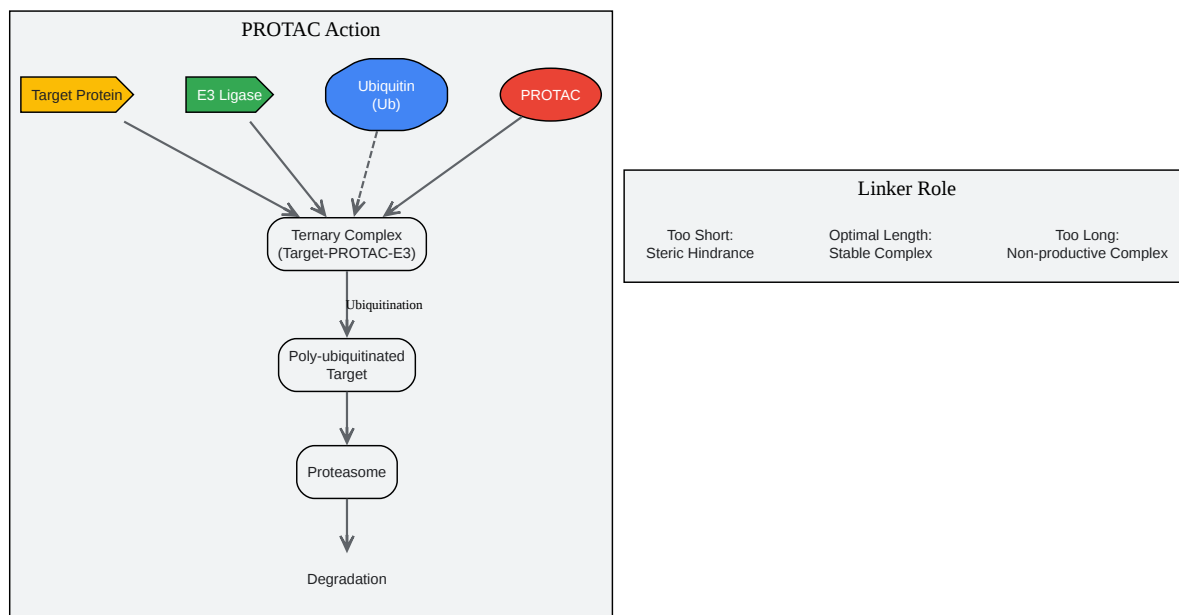 PROTAC Action
Target Protein
E3 Ligase
Ubiquitin
(Ub)
PROTAC
Ternary Complex
(Target-PROTAC-E3)
Ubiquitination
Poly-ubiquitinated
Target
Proteasome
Degradation
Linker Role
Too Short:
Steric Hindrance
Optimal Length:
Stable Complex
Too Long:
Non-productive Complex